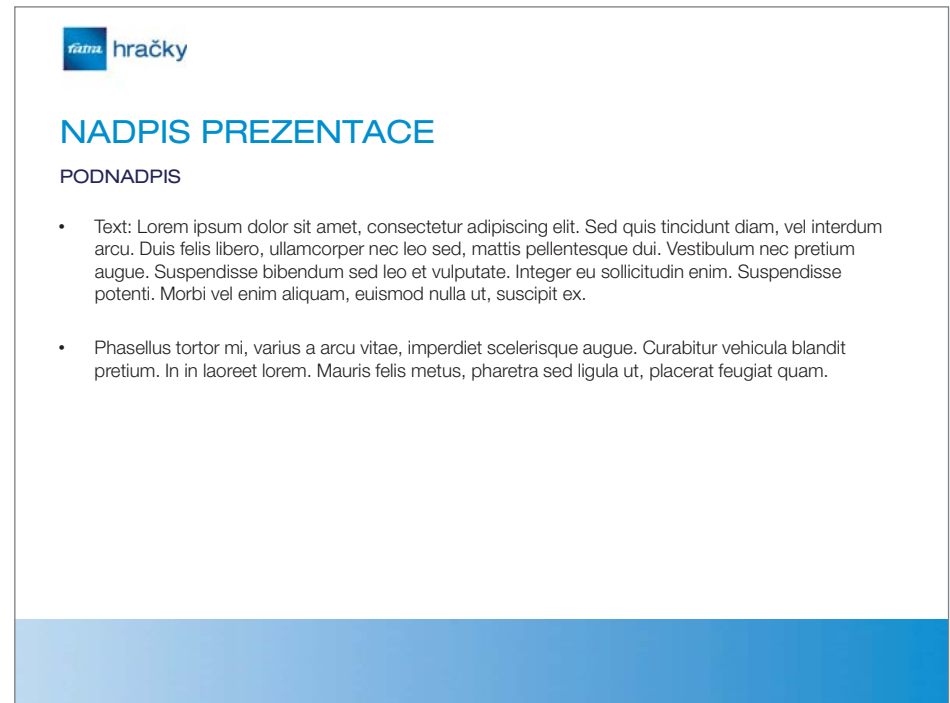 fatra hračky
NADPIS PREZENTACE
PODNADPIS
• Text: Lorem ipsum dolor sit amet, consectetur adipiscing elit. Sed quis tincidunt diam, vel interdum
arcu. Duis felis libero, ullamcorper nec leo sed, mattis pellentesque dui. Vestibulum nec pretium
augue. Suspendisse bibendum sed leo et vulputate. Integer eu sollicitudin enim. Suspendisse
potenti. Morbi vel enim aliquam, euismod nulla ut, suscipit ex.
• Phasellus tortor mi, varius a arcu vitae, imperdiet scelerisque augue. Curabitur vehicula blandit
pretium. In in laoreet lorem. Mauris felis metus, pharetra sed ligula ut, placerat feugiat quam.